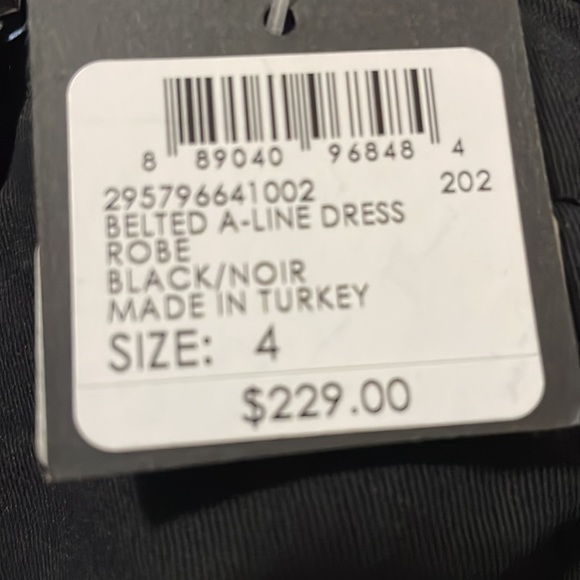 8 89040 96848 4
295796641002 202
BELTED A-LINE DRESS
ROBE
BLACK/NOIR
MADE IN TURKEY
SIZE: 4
$229.00